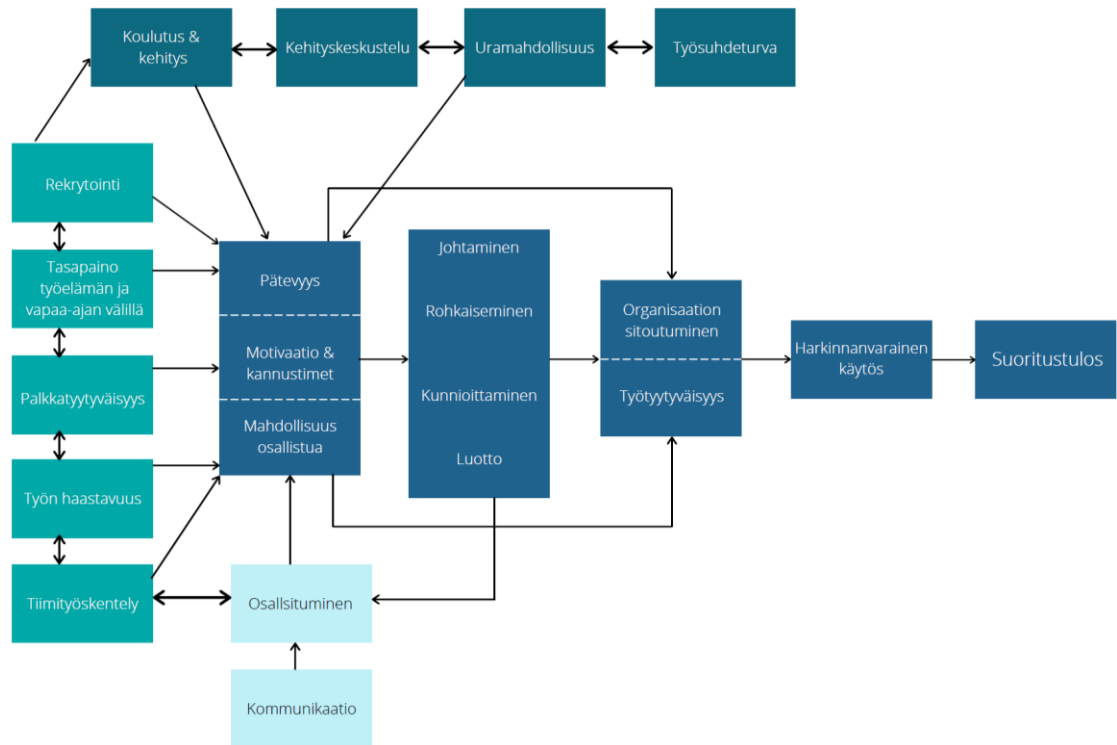 Koulutus &
kehitys
Kehityskeskustelu
Uramahdollisuus
Työsuhdeturva
Rekrytointi
Tasapaino
työelämän ja
vapaa-ajan välillä
Palkkatyytyväisyys
Työn haastavuus
Tiimityöskentely
Pätevyys
Motivaatio &
kannustimet
Mahdollisuus
osallistua
Osallsituminen
Kommunikaatio
Johtaminen
Rohkaiseminen
Kunnioittaminen
Luotto
Organisaation
sitoutuminen
Työtyytyväisyys
Harkinnanvarainen
käytös
Suoritustulos